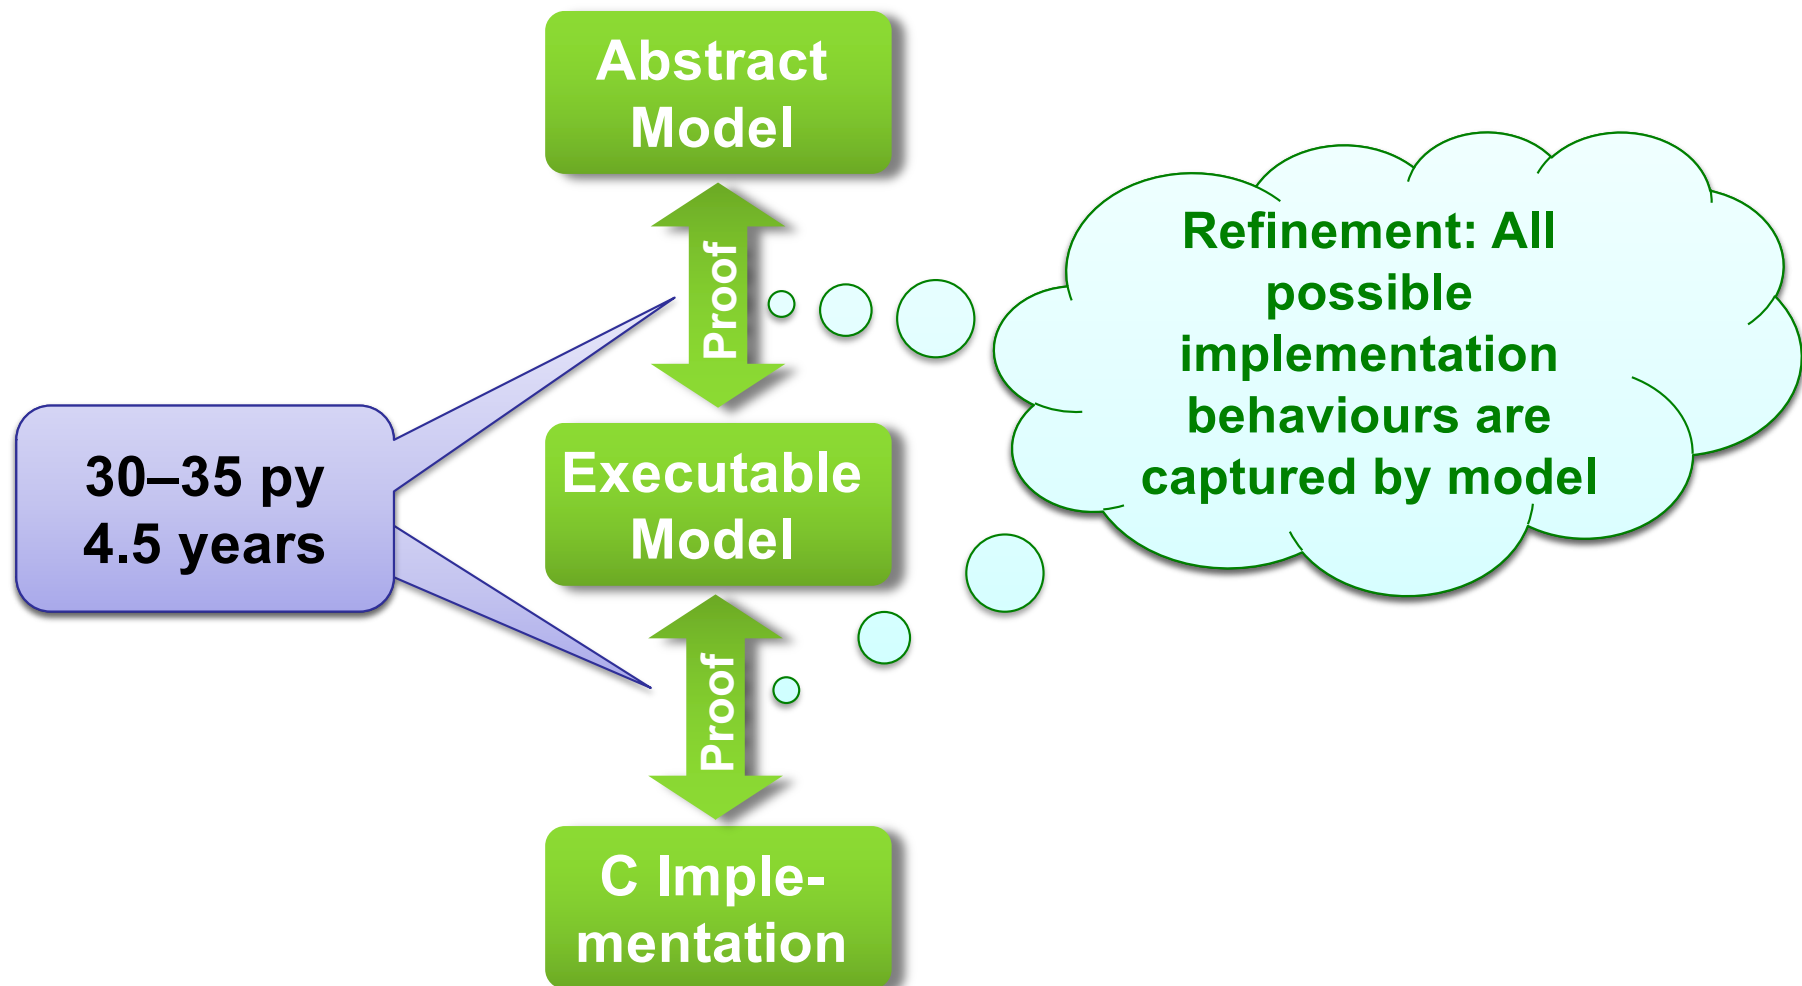 Abstract
Model
Proof
Refinement: All
possible
implementation
behaviours are
captured by model
30–35 py
4.5 years
Executable
Model
Proof
C Imple-
mentation